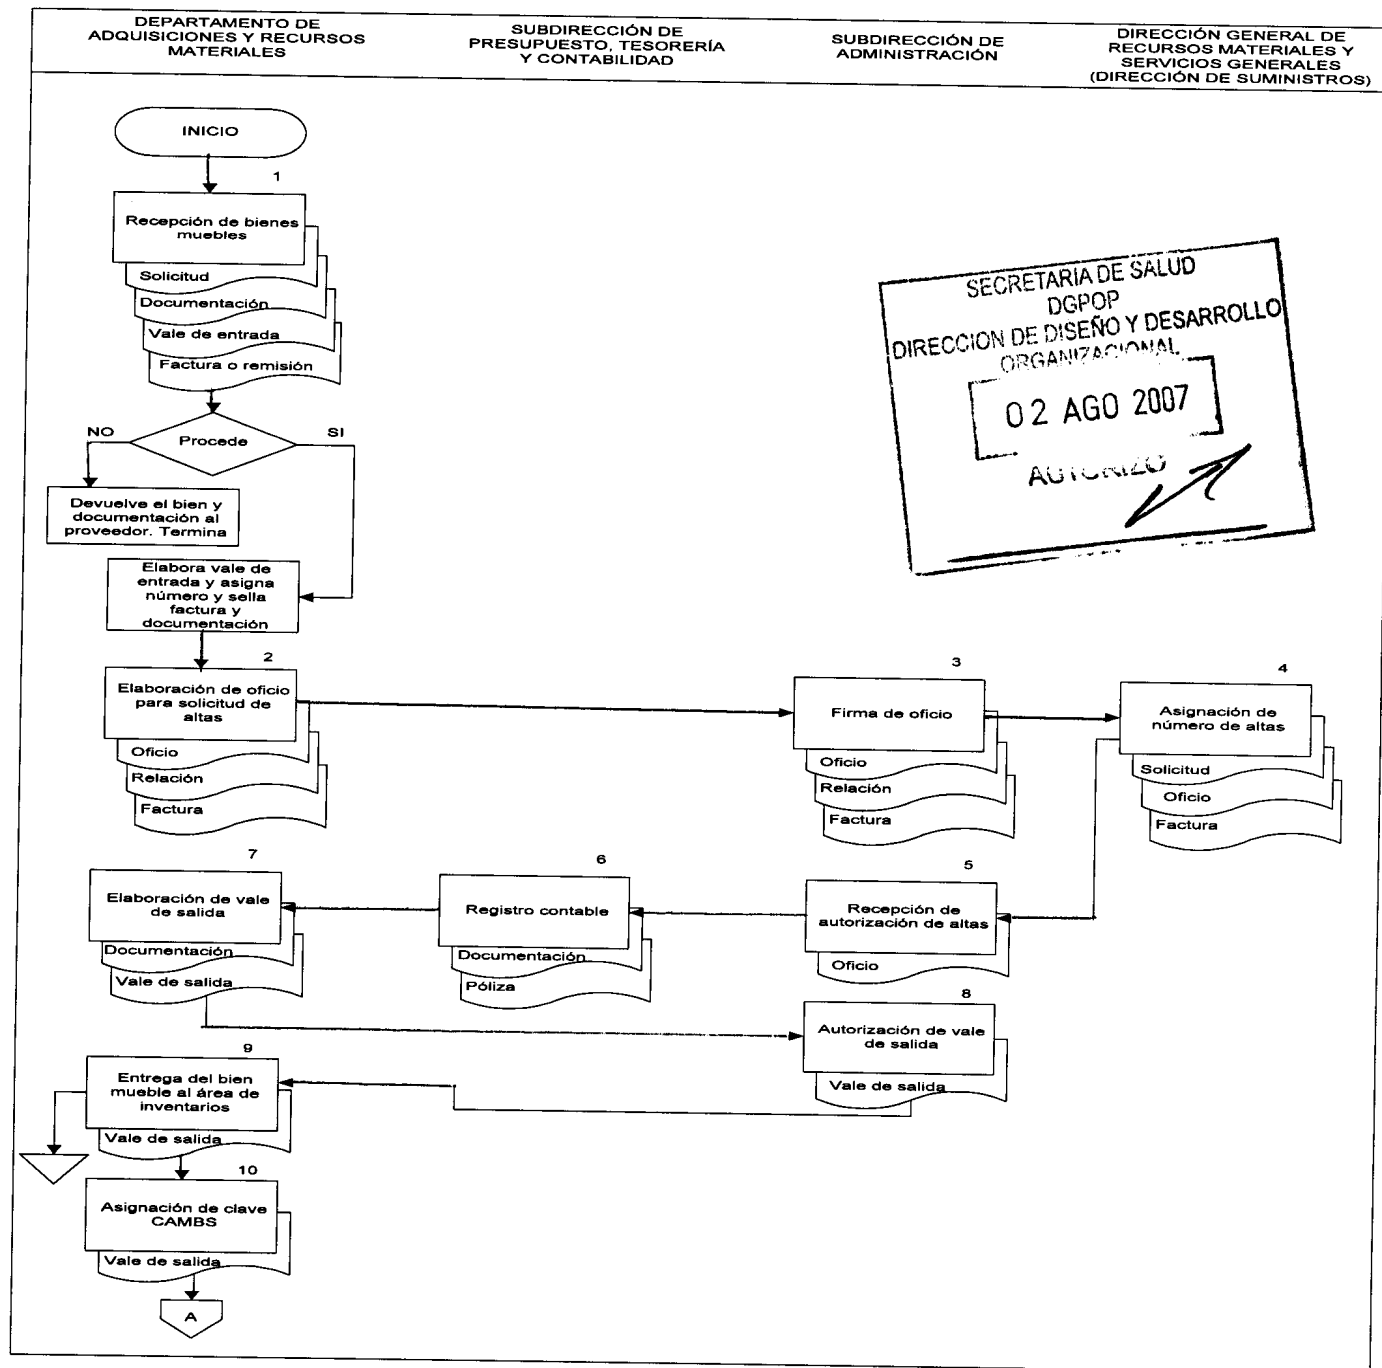 DEPARTAMENTO DE
ADQUISICIONES Y RECURSOS
MATERIALES
SUBDIRECCIÓN DE
PRESUPUESTO, TESORERÍA
Y CONTABILIDAD
SUBDIRECCIÓN DE
ADMINISTRACIÓN
DIRECCIÓN GENERAL DE
RECURSOS MATERIALES Y
SERVICIOS GENERALES
(DIRECCIÓN DE SUMINISTROS)
INICIO
1
Recepción de bienes
muebles
Solicitud
Documentación
Vale de entrada
Factura o remisión
SECRETARIA DE SALUD
DGPOP
DIRECCION DE DISEÑO Y DESARROLLO
ORGANIZACIONAL
02 AGO 2007
AUTORIZO
NO
Procede
SI
Devuelve el bien y
documentación al
proveedor. Termina
Elabora vale de
entrada y asigna
número y sella
factura y
documentación
2
Elaboración de oficio
para solicitud de
altas
Oficio
Relación
Factura
3
Firma de oficio
Oficio
Relación
Factura
4
Asignación de
número de altas
Solicitud
Oficio
Factura
7
Elaboración de vale
de salida
Documentación
Vale de salida
6
Registro contable
Documentación
Póliza
5
Recepción de
autorización de altas
Oficio
8
Autorización de vale
de salida
Vale de salida
9
Entrega del bien
mueble al área de
inventarios
Vale de salida
10
Asignación de clave
CAMBS
Vale de salida
A